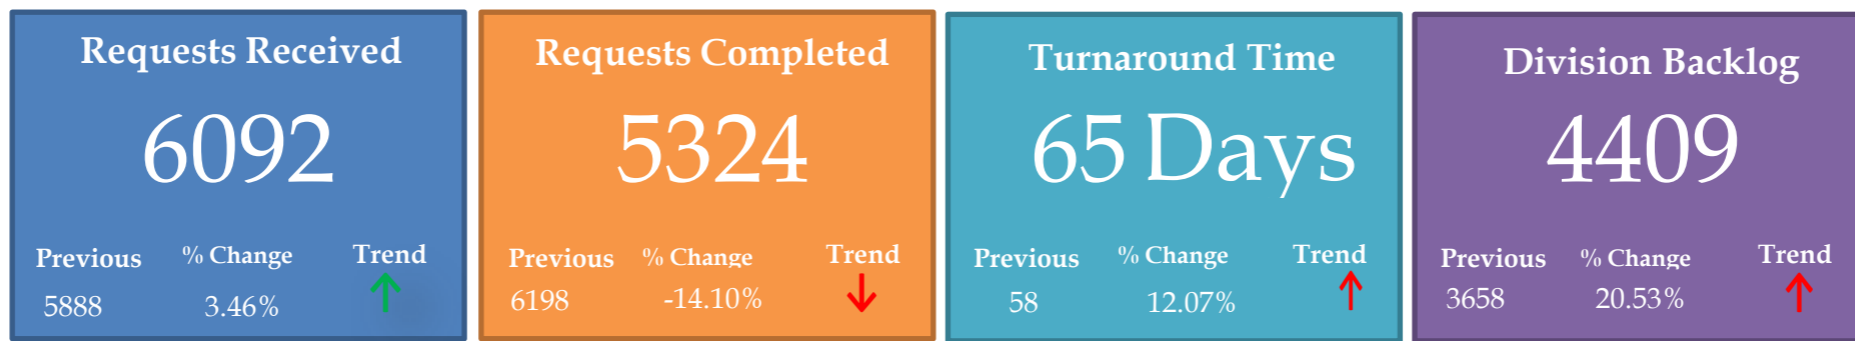 Requests Received
6092
Previous % Change Trend
5888 3.46%
Requests Completed
5324
Previous % Change Trend
6198 -14.10%
Turnaround Time
65 Days
Previous % Change Trend
58 12.07%
Division Backlog
4409
Previous % Change Trend
3658 20.53%